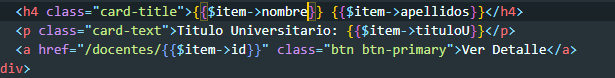 <h4 class="card-title">{{$item->nombre}} {{$item->apellidos}}</h4>
<p class="card-text">Titulo Universitario: {{$item->tituloU}}</p>
<a href="/docentes/{{$item->id}}" class="btn btn-primary">Ver Detalle</a>
div>